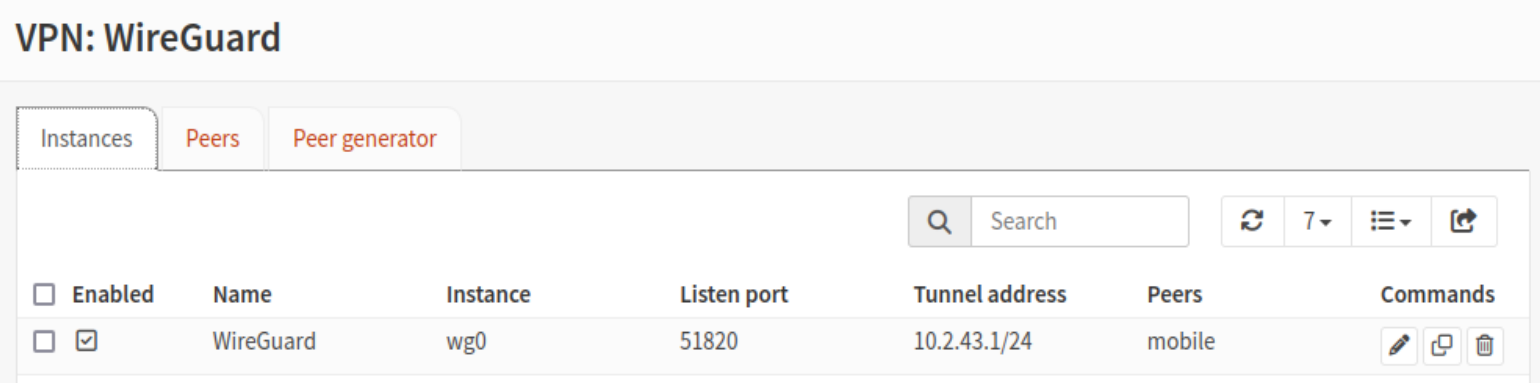 VPN: WireGuard
Instances Peers Peer generator
Search 7
Enabled Name Instance Listen port Tunnel address Peers Commands
WireGuard wg0 51820 10.2.43.1/24 mobile